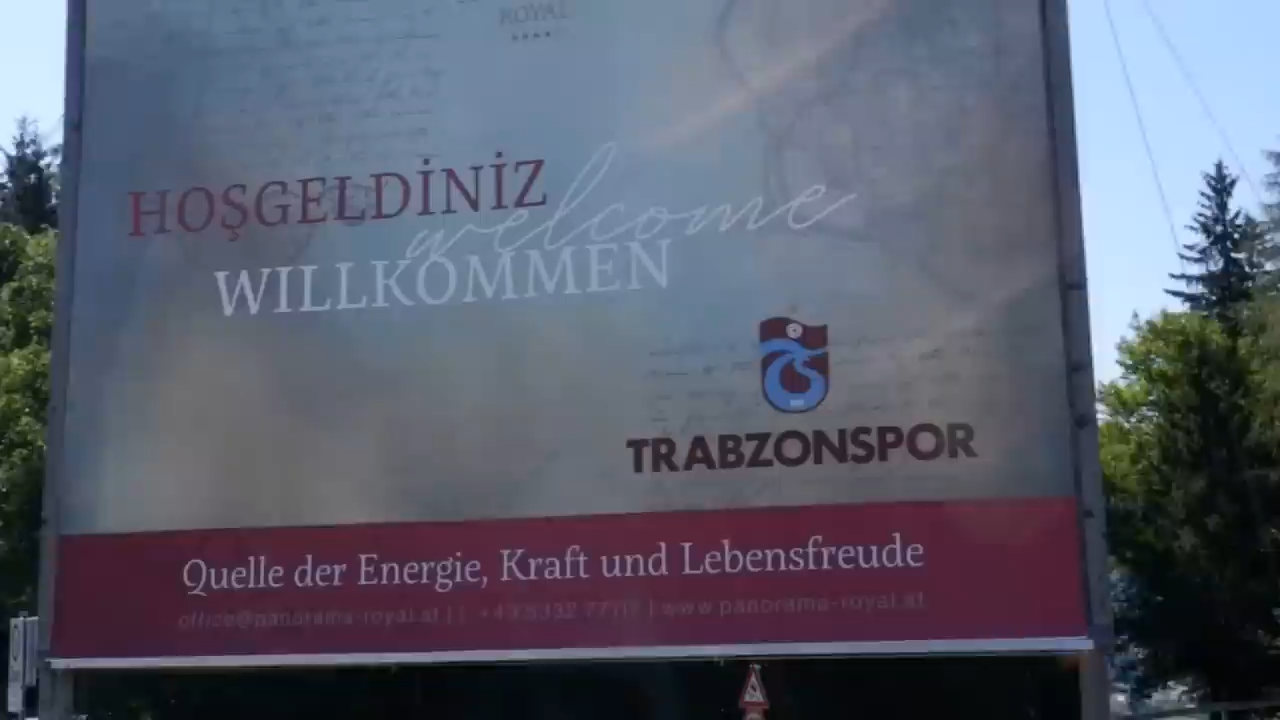 ROYAL
HOŞGELDİNİZ
welcome
WILLKOMMEN
TRABZONSPOR
Quelle der Energie, Kraft und Lebensfreude
office@panorama-royal.at | www.panorama-royal.at